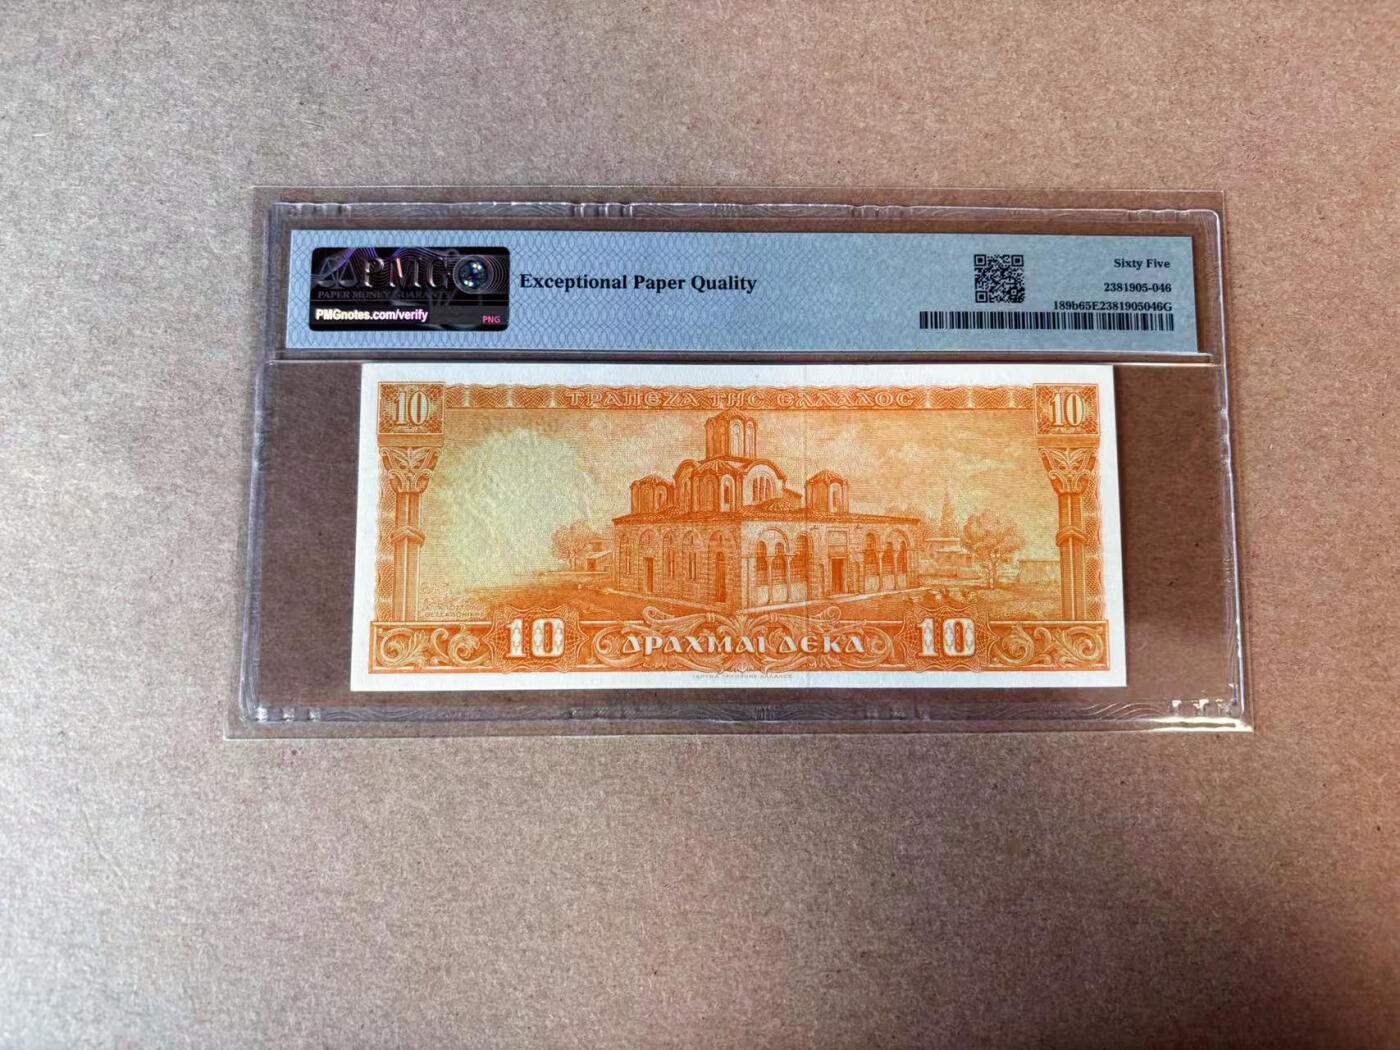 PMG
PAPER MONEY GUARANTY
PMGnotes.com/verify
PNG
Exceptional Paper Quality
Sixty Five
2381905-046
189b65E2381905046G
10 ΤΡΑΠΕΖΑ ΤΗΣ ΕΛΛΑΔΟΣ 10
ΘΕΣΣΑΛΟΝΙΚΗΣ
10 ΔΡΑΧΜΑΙ ΔΕΚΑ 10